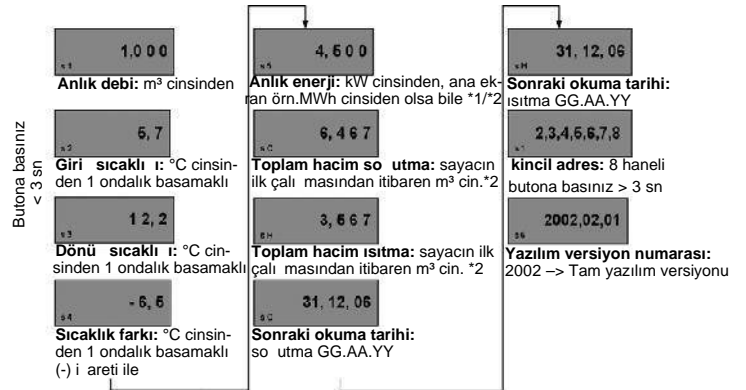 Butona basınız
< 3 sn
1,000
s1
Anlık debi: m³ cinsinden
5,7
s2
Giri sıcaklı ı: °C cinsin-
den 1 ondalık basamaklı
12,2
s3
Dönü sıcaklı ı: °C cin-
sinden 1 ondalık basamaklı
-6,5
s4
Sıcaklık farkı: °C cinsin-
den 1 ondalık basamaklı
(-) i areti ile
4,500
s5
Anlık enerji: kW cinsinden, ana ek-
ran örn.MWh cinsiden olsa bile *1/*2
6,467
Toplam hacim so utma: sayacın
ilk çalı masından itibaren m³ cin.*2
3,567
Toplam hacim ısıtma: sayacın ilk
çalı masından itibaren m³ cin. *2
31,12,06
Sonraki okuma tarihi:
so utma GG.AA.YY
31,12,06
Sonraki okuma tarihi:
ısıtma GG.AA.YY
2,3,4,5,6,7,8
kincil adres: 8 haneli
butona basınız > 3 sn
2002,02,01
Yazılım versiyon numarası:
2002 –> Tam yazılım versiyonu